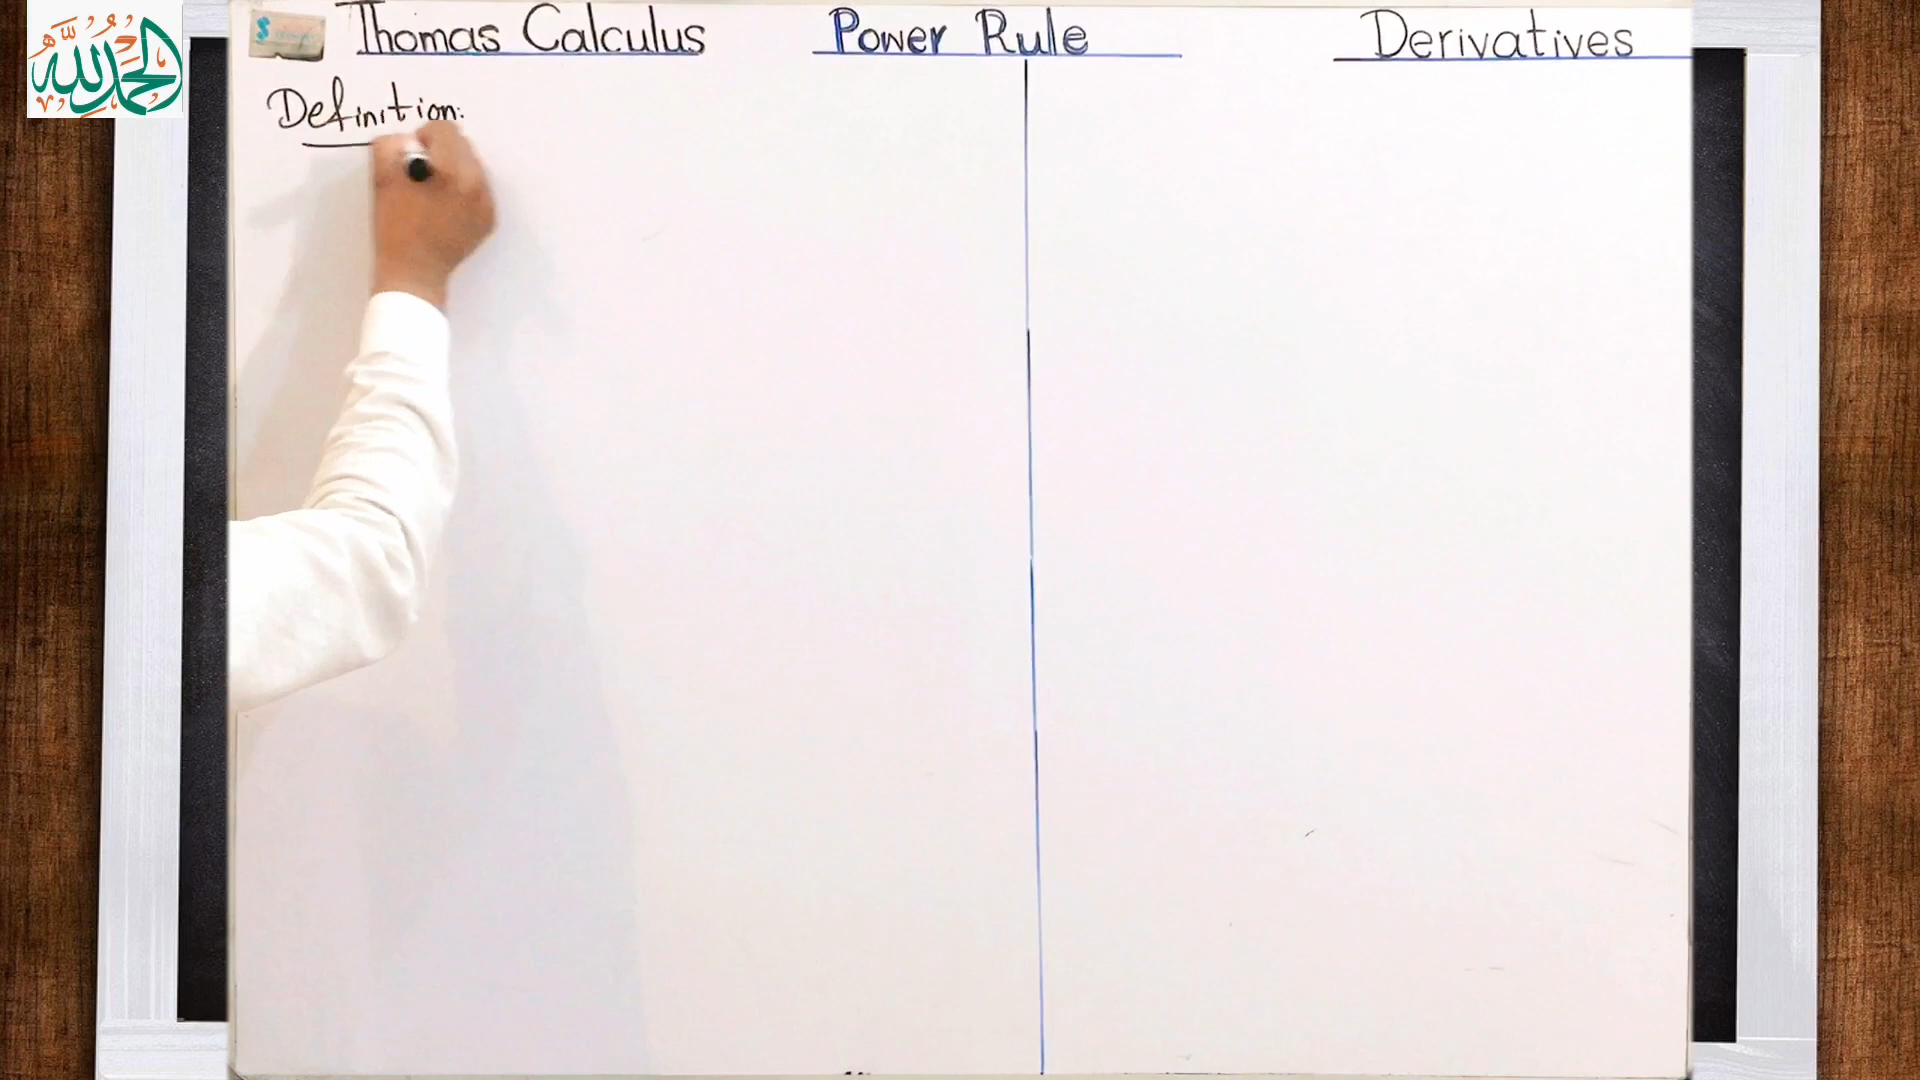 الحمد لله
Thomas Calculus Power Rule Derivatives
Definition: